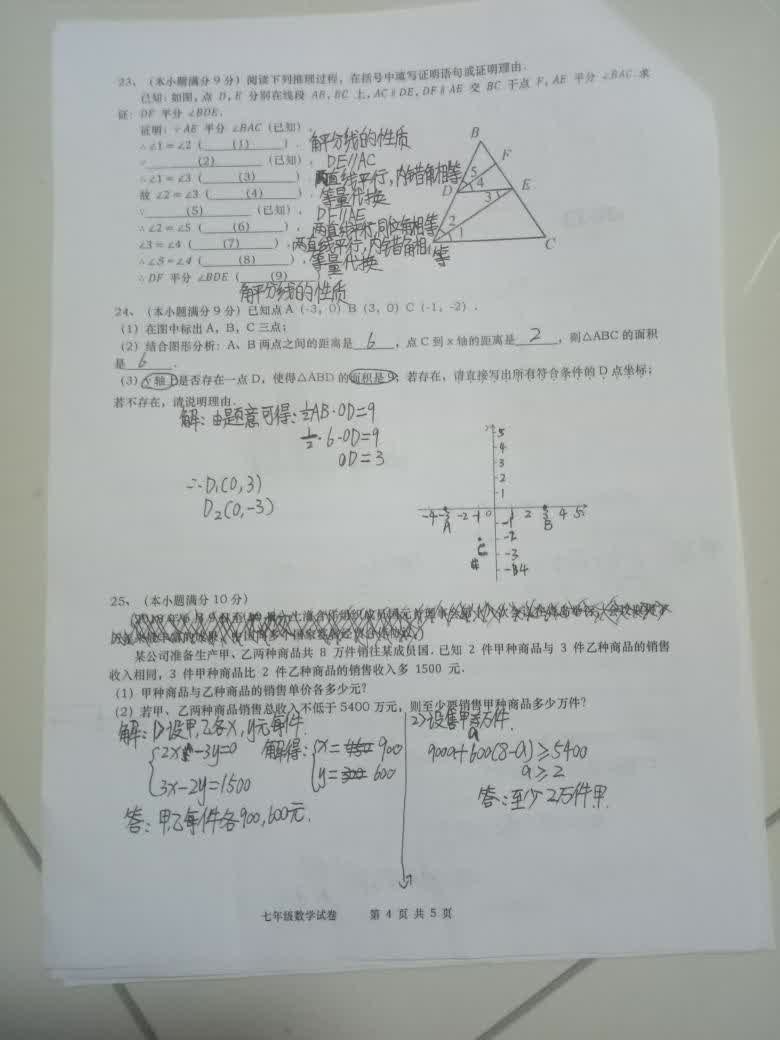 23、（本小题满分 9 分）阅读下列推理过程，在括号中填写证明语句或证明理由.
已知：如图，点 D，E 分别在线段 AB，BC 上，AC∥DE，DF∥AE 交 BC 于点 F，AE 平分 ∠BAC. 求
证：DF 平分 ∠BDE.
证明：∵AE 平分 ∠BAC（已知），
∴∠1＝∠2（ (1) ）. 角平分线的性质
∵ (2) （已知）， DE//AC
∴∠1＝∠3（ (3) ） 两直线平行，内错角相等
故 ∠2＝∠3（ (4) ） 等量代换
∵ (5) （已知）， DF//AE
∴∠2＝∠5（ (6) ）， 两直线平行，同位角相等
∠3＝∠4（ (7) ），两直线平行，内错角相等
∴∠5＝∠4（ (8) ），等量代换
∴DF 平分 ∠BDE（ (9) ）
角平分线的性质
B
F
5
4
D
E
3
2
1
C
24、（本小题满分 9 分）已知点 A（-3，0）B（3，0）C（-1，-2）.
（1）在图中标出 A，B，C 三点；
（2）结合图形分析：A、B 两点之间的距离是 6 ，点 C 到 x 轴的距离是 2 ，则△ABC 的面积
是 6 .
（3）y 轴上是否存在一点 D，使得△ABD 的面积是 9；若存在，请直接写出所有符合条件的 D 点坐标；
若不存在，请说明理由.
解：由题意可得：½AB·OD=9
½·6·OD=9
OD=3
∴D₁(0,3)
D₂(0,-3)
5
4
3
2
1
-4 -3 -2 -1 0 1 2 3 4 5
A
B
-1
-2
C
-3
-4
25、（本小题满分 10 分）
某公司准备生产甲、乙两种商品共 8 万件销往某成员国. 已知 2 件甲种商品与 3 件乙种商品的销售
收入相同，3 件甲种商品比 2 件乙种商品的销售收入多 1500 元.
（1）甲种商品与乙种商品的销售单价各多少元？
（2）若甲、乙两种商品销售总收入不低于 5400 万元，则至少要销售甲种商品多少万件？
解：1)设甲,乙各x,y元每件.
2x-3y=0
3x-2y=1500
解得：x=900
y=600
答：甲乙每件各900,600元.
2)设售甲a万件.
900a+600(8-a)≥5400
a≥2
答：至少2万件甲.
七年级数学试卷 第 4 页 共 5 页